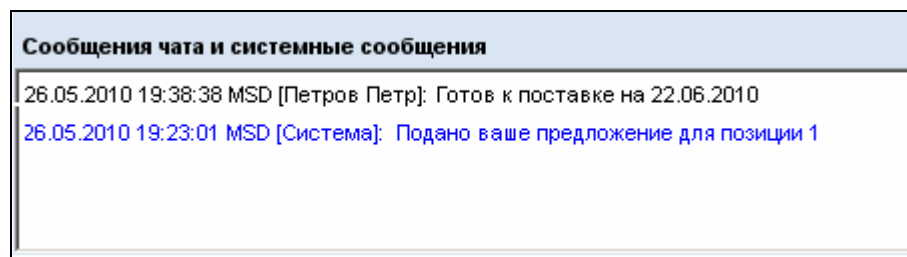 Сообщения чата и системные сообщения
26.05.2010 19:38:38 MSD [Петров Петр]: Готов к поставке на 22.06.2010
26.05.2010 19:23:01 MSD [Система]: Подано ваше предложение для позиции 1